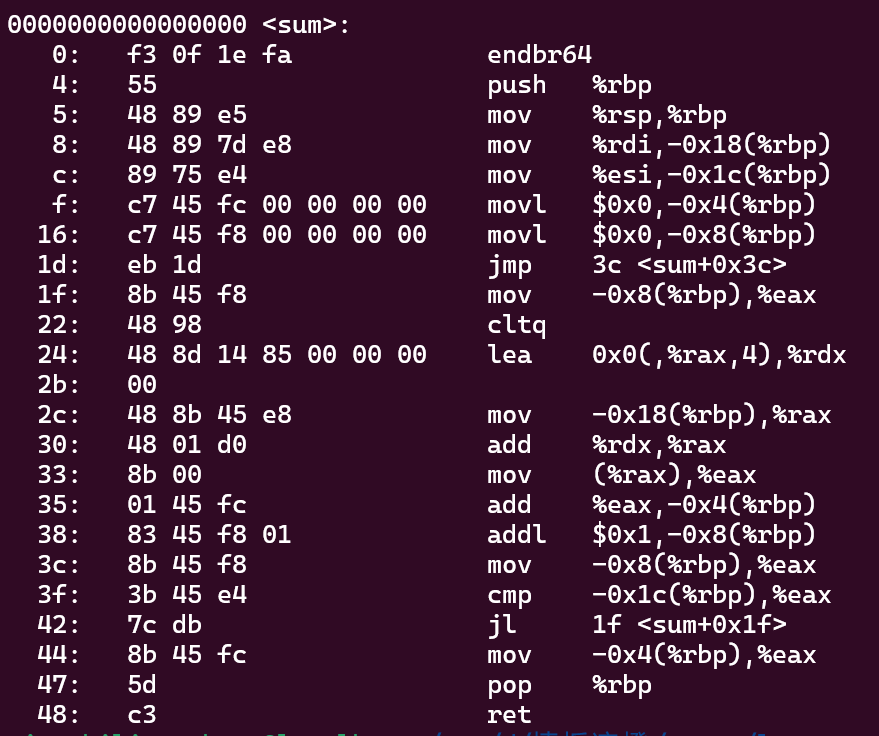 0000000000000000 <sum>:
   0:   f3 0f 1e fa             endbr64
   4:   55                      push   %rbp
   5:   48 89 e5                mov    %rsp,%rbp
   8:   48 89 7d e8             mov    %rdi,-0x18(%rbp)
   c:   89 75 e4                mov    %esi,-0x1c(%rbp)
   f:   c7 45 fc 00 00 00 00    movl   $0x0,-0x4(%rbp)
  16:   c7 45 f8 00 00 00 00    movl   $0x0,-0x8(%rbp)
  1d:   eb 1d                   jmp    3c <sum+0x3c>
  1f:   8b 45 f8                mov    -0x8(%rbp),%eax
  22:   48 98                   cltq
  24:   48 8d 14 85 00 00 00    lea    0x0(,%rax,4),%rdx
  2b:   00
  2c:   48 8b 45 e8             mov    -0x18(%rbp),%rax
  30:   48 01 d0                add    %rdx,%rax
  33:   8b 00                   mov    (%rax),%eax
  35:   01 45 fc                add    %eax,-0x4(%rbp)
  38:   83 45 f8 01             addl   $0x1,-0x8(%rbp)
  3c:   8b 45 f8                mov    -0x8(%rbp),%eax
  3f:   3b 45 e4                cmp    -0x1c(%rbp),%eax
  42:   7c db                   jl     1f <sum+0x1f>
  44:   8b 45 fc                mov    -0x4(%rbp),%eax
  47:   5d                      pop    %rbp
  48:   c3                      ret